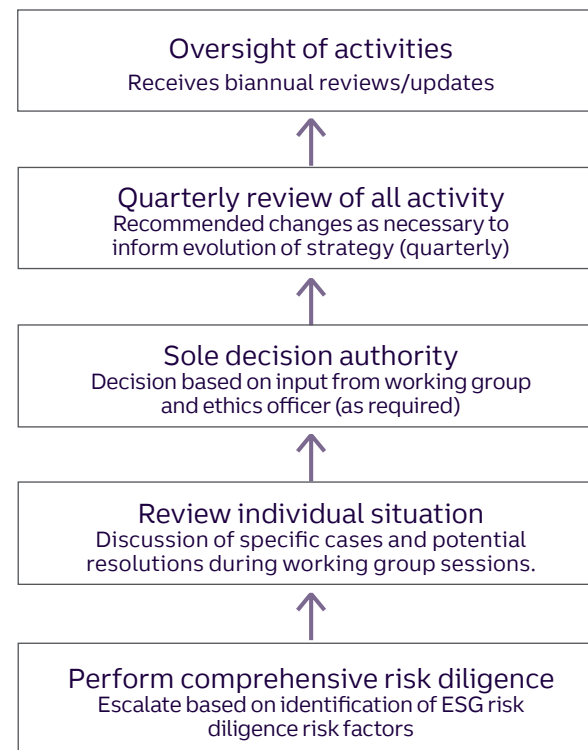 Oversight of activities
Receives biannual reviews/updates
Quarterly review of all activity
Recommended changes as necessary to
inform evolution of strategy (quarterly)
Sole decision authority
Decision based on input from working group
and ethics officer (as required)
Review individual situation
Discussion of specific cases and potential
resolutions during working group sessions.
Perform comprehensive risk diligence
Escalate based on identification of ESG risk
diligence risk factors